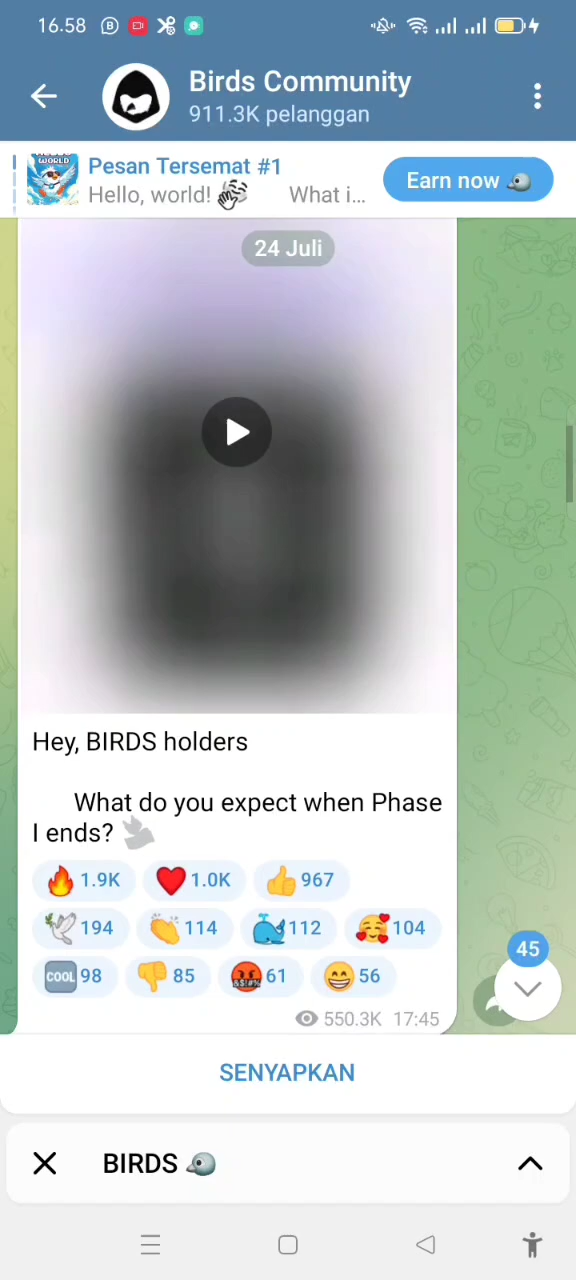 16.58
Birds Community
911.3K pelanggan
Pesan Tersemat #1
Hello, world! What i...
Earn now
WORLD
24 Juli
Hey, BIRDS holders
What do you expect when Phase
I ends?
1.9K 1.0K 967
194 114 112 104
COOL 98 85 61 56
550.3K 17:45
45
SENYAPKAN
BIRDS